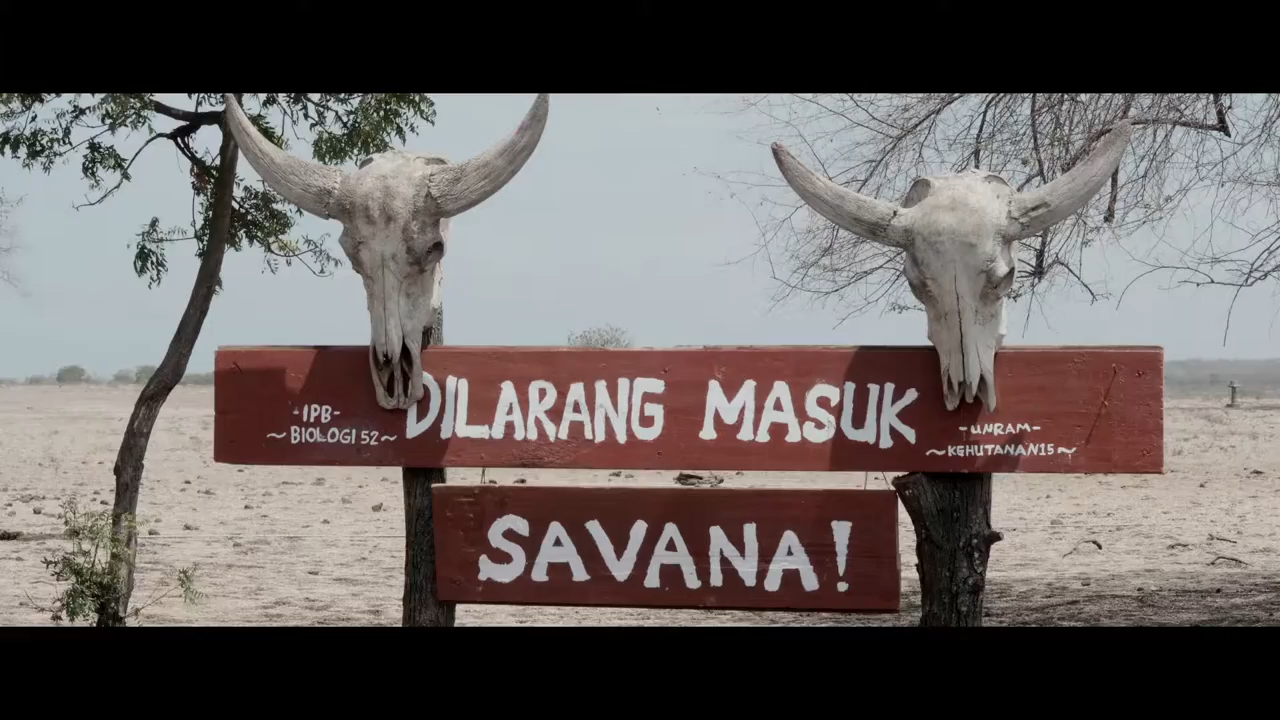 DILARANG MASUK
-IPB-
~BIOLOGI 52~
-UNRAM-
~KEHUTANAN15~
SAVANA!